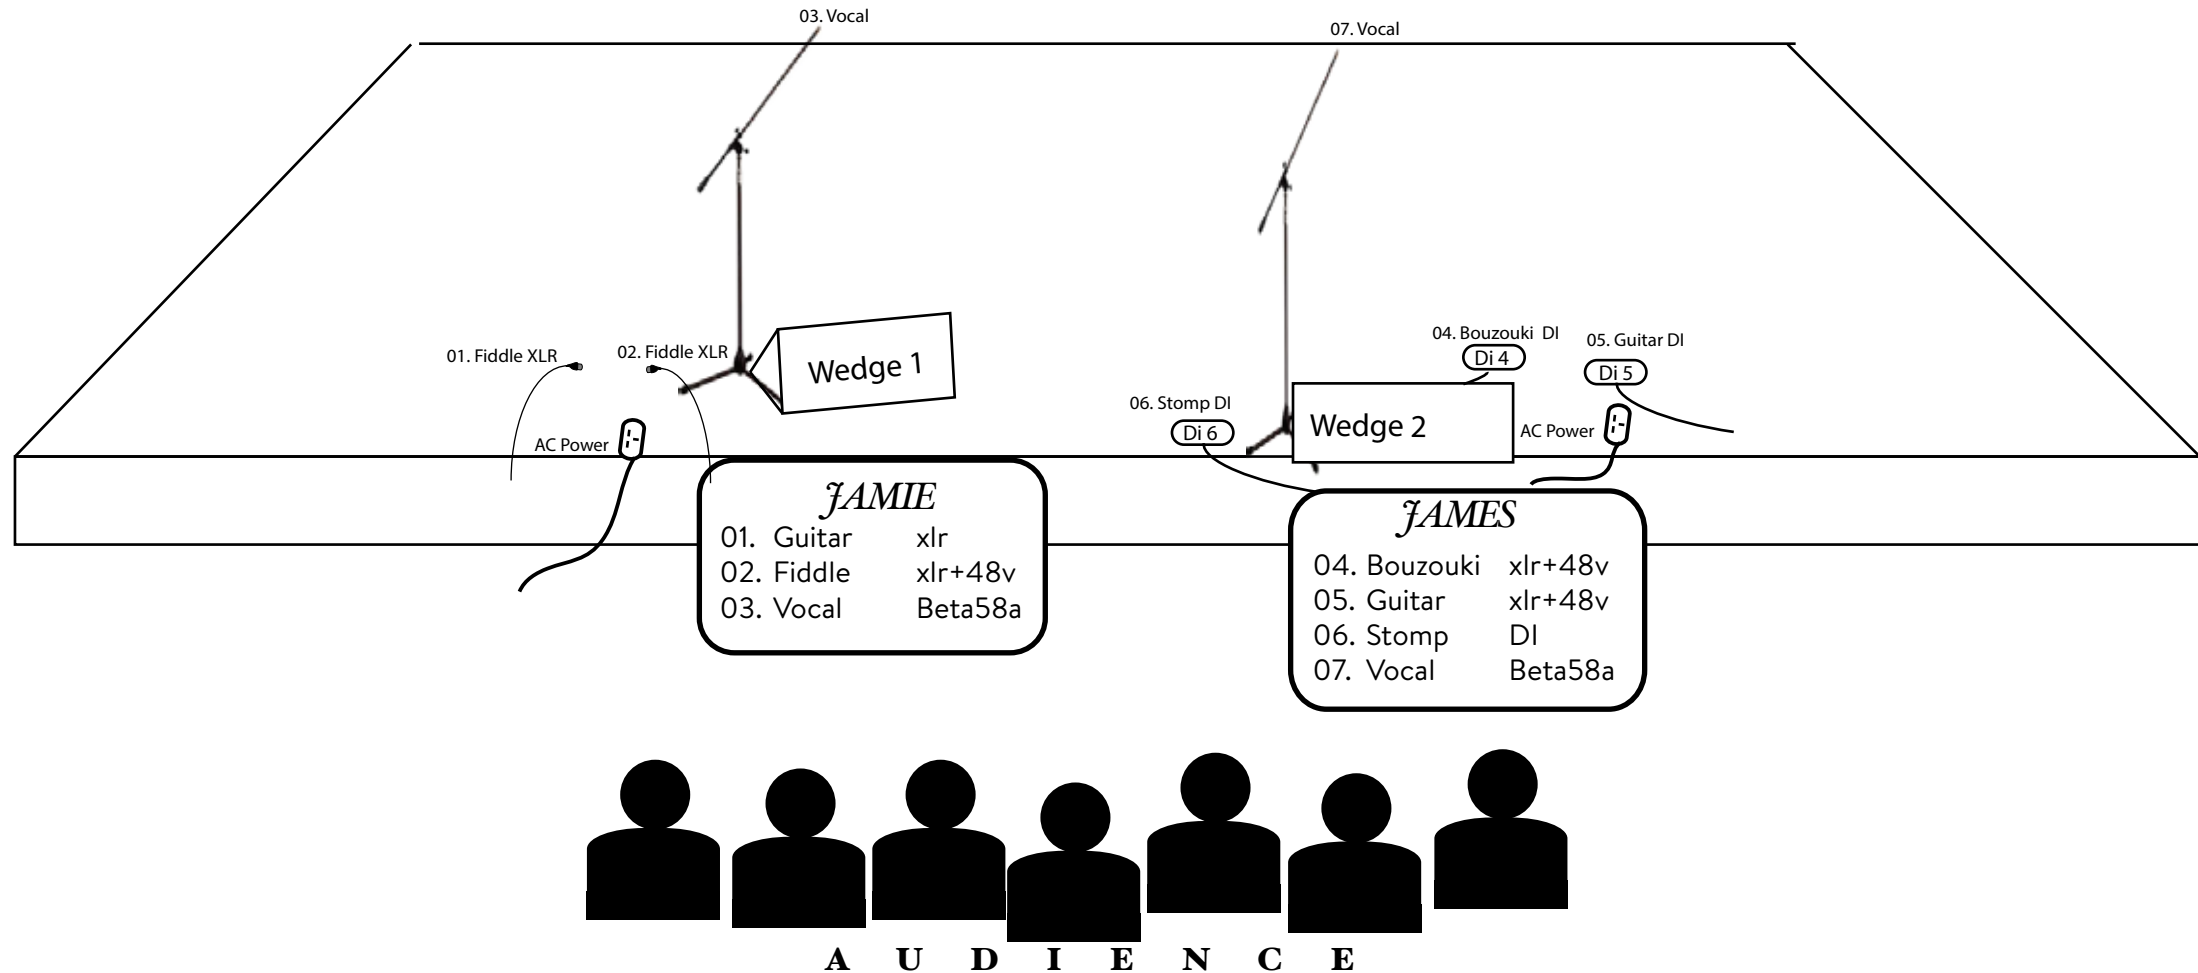 03. Vocal
07. Vocal
01. Fiddle XLR
02. Fiddle XLR
Wedge 1
AC Power
04. Bouzouki DI
Di 4
05. Guitar DI
Di 5
06. Stomp DI
Di 6
Wedge 2
AC Power
JAMIE
01. Guitar xlr
02. Fiddle xlr+48v
03. Vocal Beta58a
JAMES
04. Bouzouki xlr+48v
05. Guitar xlr+48v
06. Stomp DI
07. Vocal Beta58a
AUDIENCE